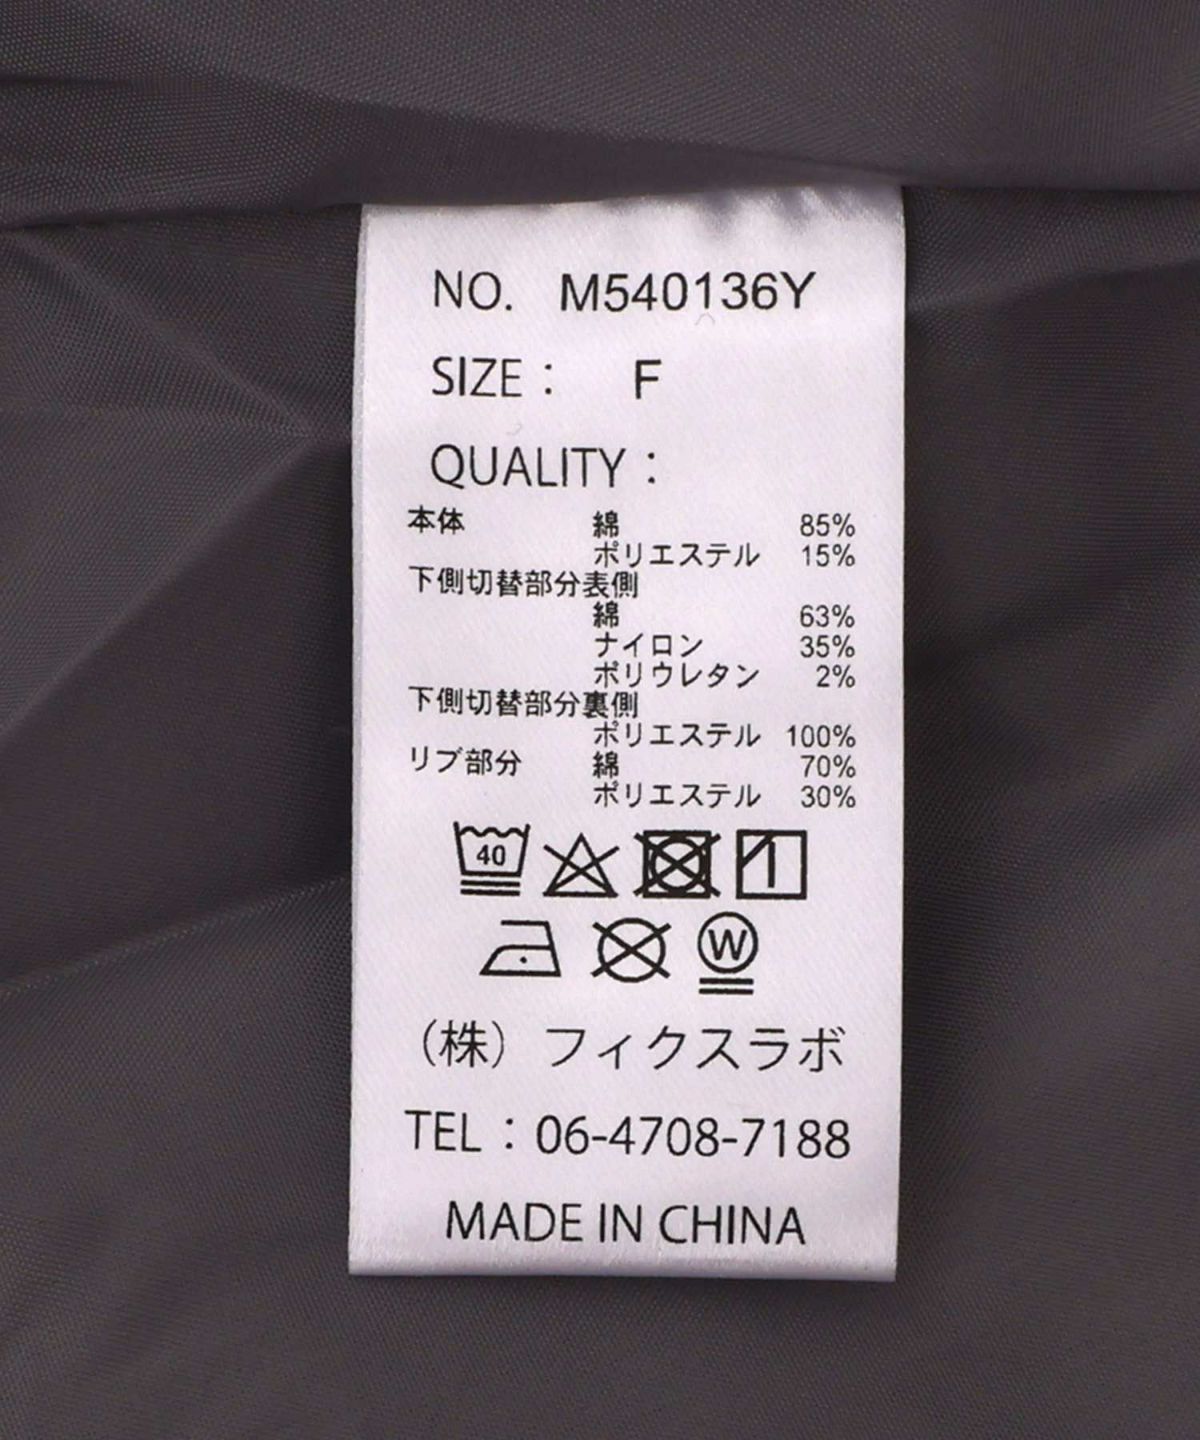 NO. M540136Y
SIZE： F
QUALITY：
本体 綿 85%
ポリエステル 15%
下側切替部分表側
綿 63%
ナイロン 35%
ポリウレタン 2%
下側切替部分裏側
ポリエステル 100%
リブ部分 綿 70%
ポリエステル 30%
40
W
（株）フィクスラボ
TEL：06-4708-7188
MADE IN CHINA